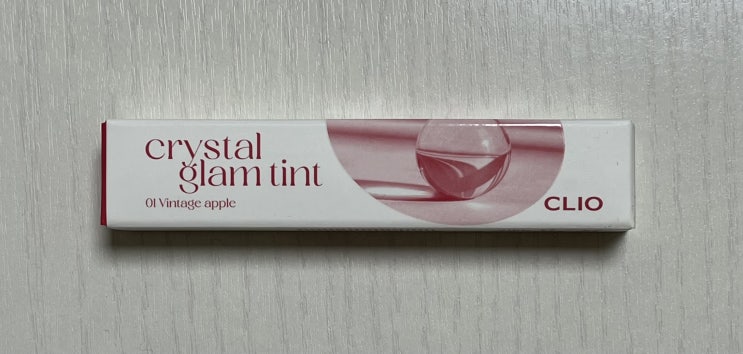 crystal
glam tint
01 Vintage apple
CLIO